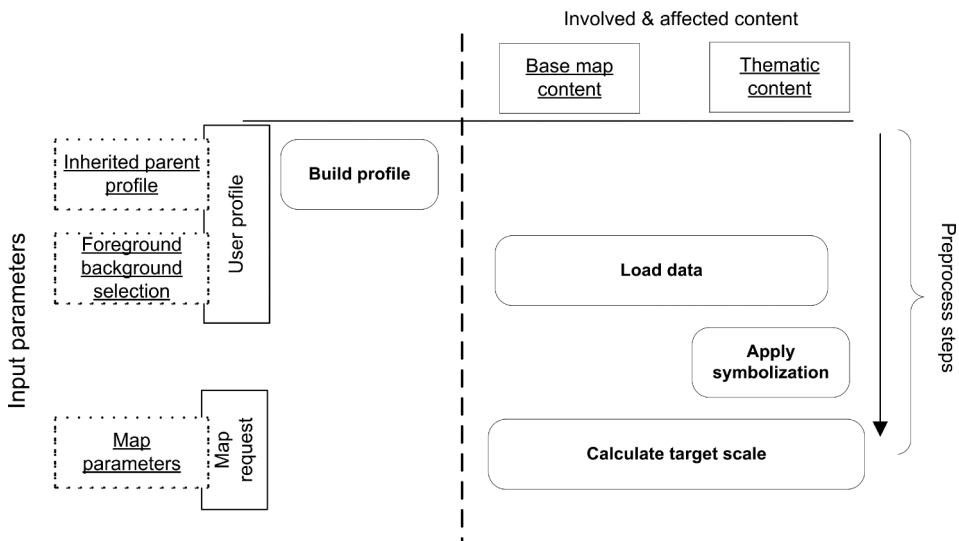 Involved & affected content
Base map
content
Thematic
content
Input parameters
Inherited parent
profile
User profile
Build profile
Foreground
background
selection
Load data
Apply
symbolization
Map
parameters
Map
request
Calculate target scale
Preprocess steps